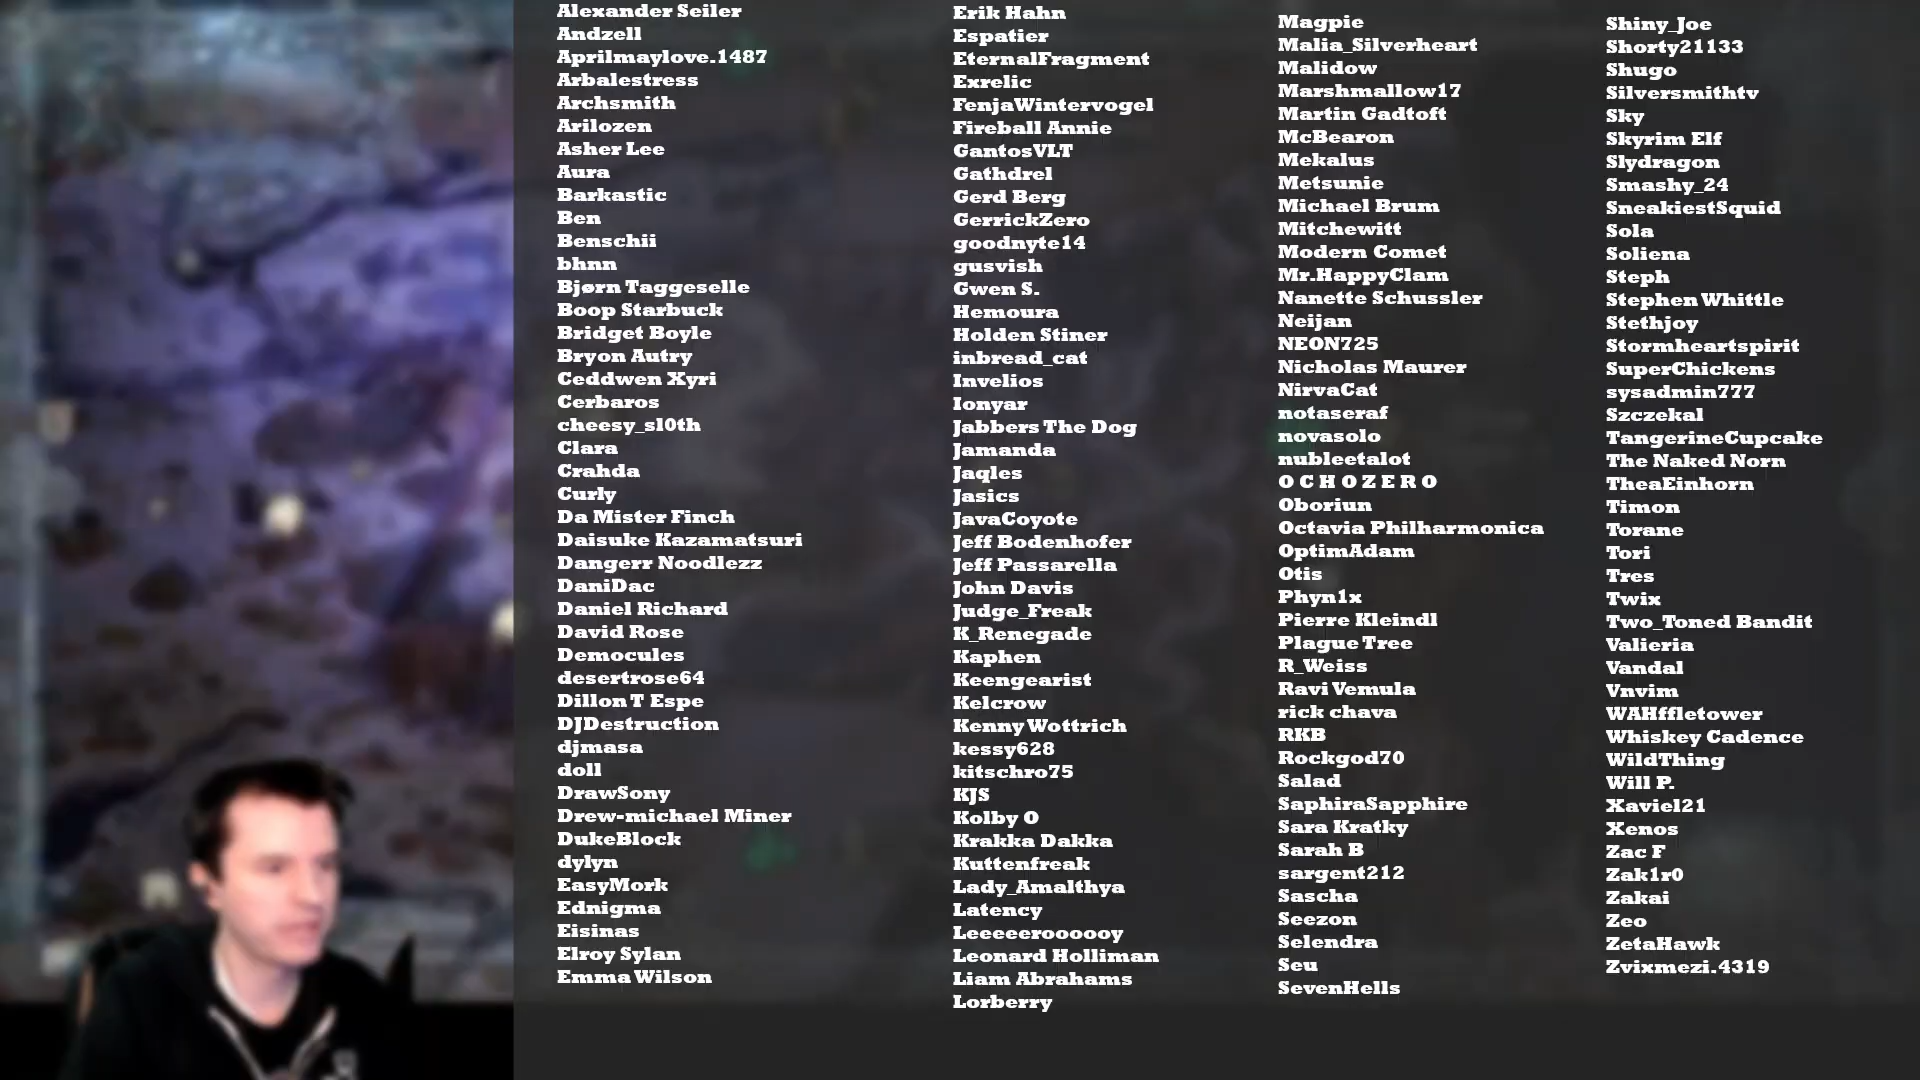 Alexander Seiler
Andzell
Aprilmaylove.1487
Arbalestress
Archsmith
Arilozen
Asher Lee
Aura
Barkastic
Ben
Benschii
bhnn
Bjørn Taggeselle
Boop Starbuck
Bridget Boyle
Bryon Autry
Ceddwen Xyri
Cerbaros
cheesy_sl0th
Clara
Crahda
Curly
Da Mister Finch
Daisuke Kazamatsuri
Dangerr Noodlezz
DaniDac
Daniel Richard
David Rose
Democules
desertrose64
Dillon T Espe
DJDestruction
djmasa
doll
DrawSony
Drew-michael Miner
DukeBlock
dylyn
EasyMork
Ednigma
Eisinas
Elroy Sylan
Emma Wilson
Erik Hahn
Espatier
EternalFragment
Exrelic
FenjaWintervogel
Fireball Annie
GantosVLT
Gathdrel
Gerd Berg
GerrickZero
goodnyte14
gusvish
Gwen S.
Hemoura
Holden Stiner
inbread_cat
Invelios
Ionyar
Jabbers The Dog
Jamanda
Jaqles
Jasics
JavaCoyote
Jeff Bodenhofer
Jeff Passarella
John Davis
Judge_Freak
K_Renegade
Kaphen
Keengearist
Kelcrow
Kenny Wottrich
kessy628
kitschro75
KJS
Kolby O
Krakka Dakka
Kuttenfreak
Lady_Amalthya
Latency
Leeeeeroooooy
Leonard Holliman
Liam Abrahams
Lorberry
Magpie
Malia_Silverheart
Malidow
Marshmallow17
Martin Gadtoft
McBearon
Mekalus
Metsunie
Michael Brum
Mitchewitt
Modern Comet
Mr.HappyClam
Nanette Schussler
Neijan
NEON725
Nicholas Maurer
NirvaCat
notaseraf
novasolo
nubleetalot
O C H O Z E R O
Oboriun
Octavia Philharmonica
OptimAdam
Otis
Phyn1x
Pierre Kleindl
Plague Tree
R_Weiss
Ravi Vemula
rick chava
RKB
Rockgod70
Salad
SaphiraSapphire
Sara Kratky
Sarah B
sargent212
Sascha
Seezon
Selendra
Seu
SevenHells
Shiny_Joe
Shorty21133
Shugo
Silversmithtv
Sky
Skyrim Elf
Slydragon
Smashy_24
SneakiestSquid
Sola
Soliena
Steph
Stephen Whittle
Stethjoy
Stormheartspirit
SuperChickens
sysadmin777
Szczekal
TangerineCupcake
The Naked Norn
TheaEinhorn
Timon
Torane
Tori
Tres
Twix
Two_Toned Bandit
Valieria
Vandal
Vnvim
WAHffletower
Whiskey Cadence
WildThing
Will P.
Xaviel21
Xenos
Zac F
Zak1r0
Zakai
Zeo
ZetaHawk
Zvixmezi.4319